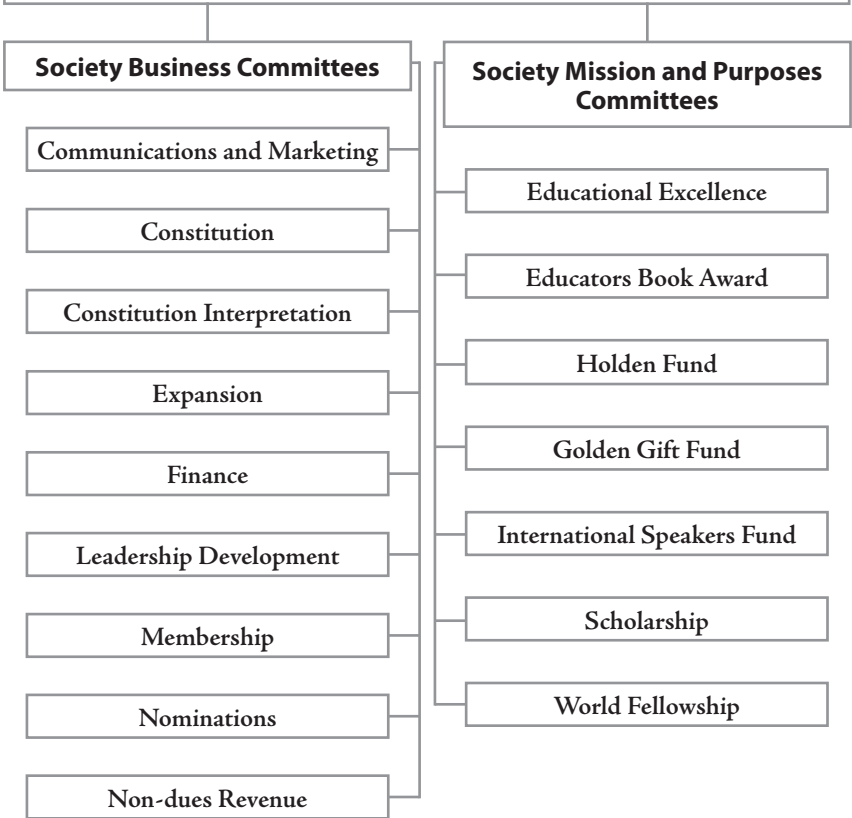 Society Business Committees
Communications and Marketing
Constitution
Constitution Interpretation
Expansion
Finance
Leadership Development
Membership
Nominations
Non-dues Revenue
Society Mission and Purposes
Committees
Educational Excellence
Educators Book Award
Holden Fund
Golden Gift Fund
International Speakers Fund
Scholarship
World Fellowship